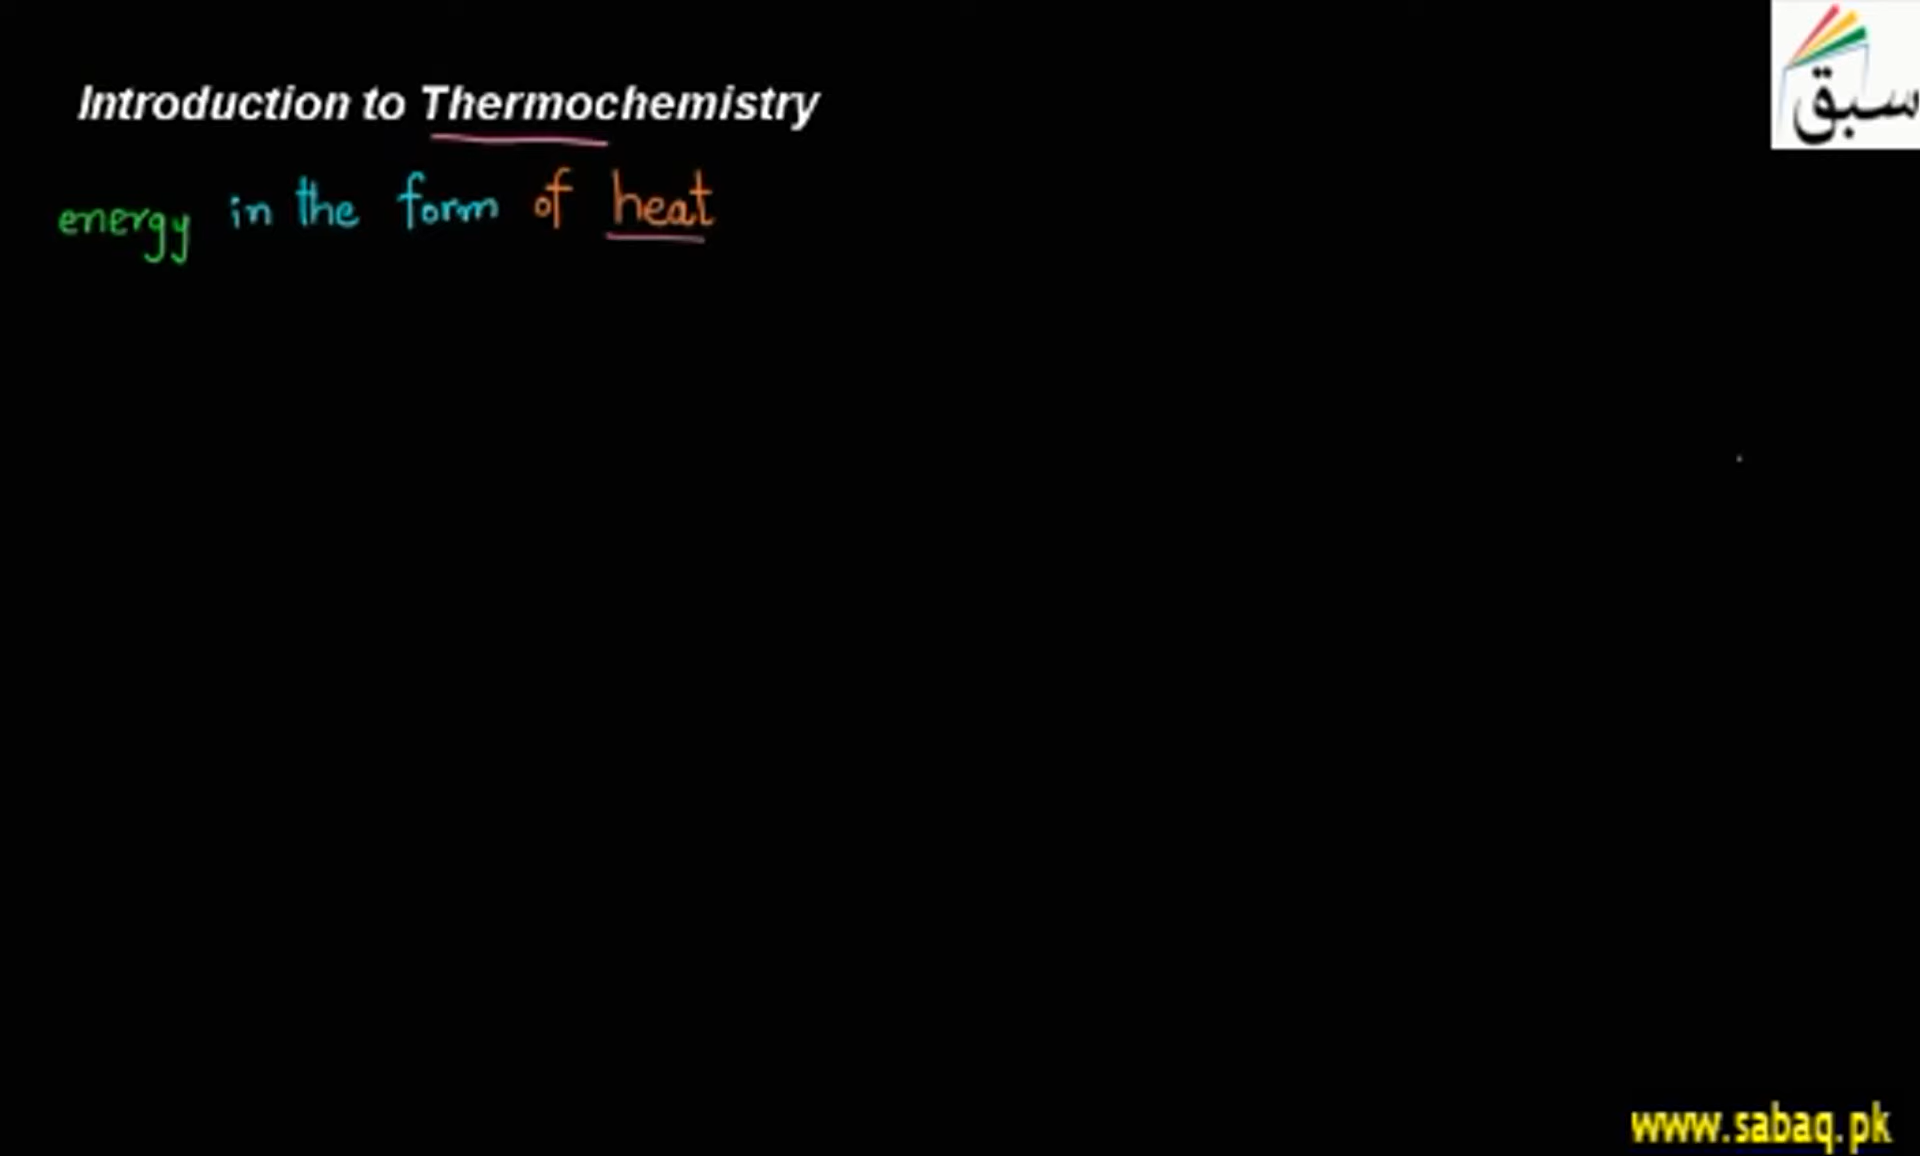 Introduction to Thermochemistry
سبق
energy in the form of heat
www.sabaq.pk